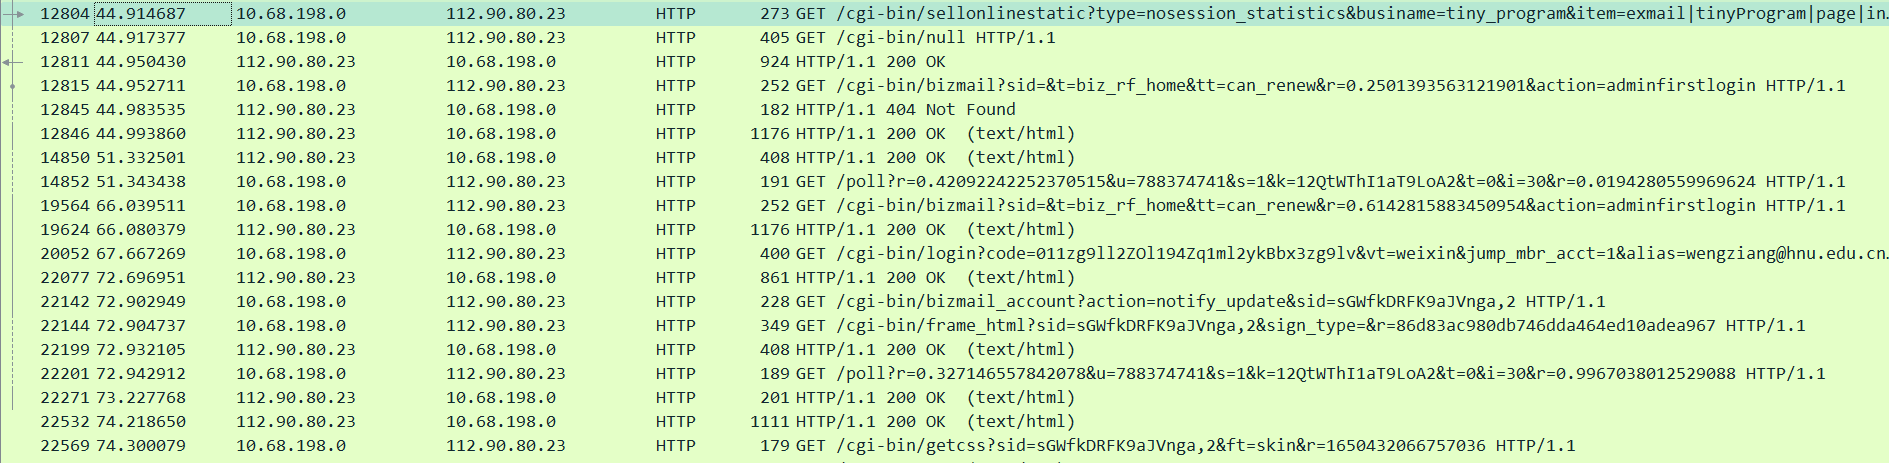 12804 44.914687 10.68.198.0 112.90.80.23 HTTP 273 GET /cgi-bin/sellonlinestatic?type=nosession_statistics&businame=tiny_program&item=exmail|tinyProgram|page|in…
12807 44.917377 10.68.198.0 112.90.80.23 HTTP 405 GET /cgi-bin/null HTTP/1.1
12811 44.950430 112.90.80.23 10.68.198.0 HTTP 924 HTTP/1.1 200 OK
12815 44.952711 10.68.198.0 112.90.80.23 HTTP 252 GET /cgi-bin/bizmail?sid=&t=biz_rf_home&tt=can_renew&r=0.2501393563121901&action=adminfirstlogin HTTP/1.1
12845 44.983535 112.90.80.23 10.68.198.0 HTTP 182 HTTP/1.1 404 Not Found
12846 44.993860 112.90.80.23 10.68.198.0 HTTP 1176 HTTP/1.1 200 OK (text/html)
14850 51.332501 112.90.80.23 10.68.198.0 HTTP 408 HTTP/1.1 200 OK (text/html)
14852 51.343438 10.68.198.0 112.90.80.23 HTTP 191 GET /poll?r=0.42092242252370515&u=788374741&s=1&k=12QtWThI1aT9LoA2&t=0&i=30&r=0.0194280559969624 HTTP/1.1
19564 66.039511 10.68.198.0 112.90.80.23 HTTP 252 GET /cgi-bin/bizmail?sid=&t=biz_rf_home&tt=can_renew&r=0.6142815883450954&action=adminfirstlogin HTTP/1.1
19624 66.080379 112.90.80.23 10.68.198.0 HTTP 1176 HTTP/1.1 200 OK (text/html)
20052 67.667269 10.68.198.0 112.90.80.23 HTTP 400 GET /cgi-bin/login?code=011zg9ll2ZOl194Zq1ml2ykBbx3zg9lv&vt=weixin&jump_mbr_acct=1&alias=wengziang@hnu.edu.cn…
22077 72.696951 112.90.80.23 10.68.198.0 HTTP 861 HTTP/1.1 200 OK (text/html)
22142 72.902949 10.68.198.0 112.90.80.23 HTTP 228 GET /cgi-bin/bizmail_account?action=notify_update&sid=sGWfkDRFK9aJVnga,2 HTTP/1.1
22144 72.904737 10.68.198.0 112.90.80.23 HTTP 349 GET /cgi-bin/frame_html?sid=sGWfkDRFK9aJVnga,2&sign_type=&r=86d83ac980db746dda464ed10adea967 HTTP/1.1
22199 72.932105 112.90.80.23 10.68.198.0 HTTP 408 HTTP/1.1 200 OK (text/html)
22201 72.942912 10.68.198.0 112.90.80.23 HTTP 189 GET /poll?r=0.327146557842078&u=788374741&s=1&k=12QtWThI1aT9LoA2&t=0&i=30&r=0.9967038012529088 HTTP/1.1
22271 73.227768 112.90.80.23 10.68.198.0 HTTP 201 HTTP/1.1 200 OK (text/html)
22532 74.218650 112.90.80.23 10.68.198.0 HTTP 1111 HTTP/1.1 200 OK (text/html)
22569 74.300079 10.68.198.0 112.90.80.23 HTTP 179 GET /cgi-bin/getcss?sid=sGWfkDRFK9aJVnga,2&ft=skin&r=1650432066757036 HTTP/1.1